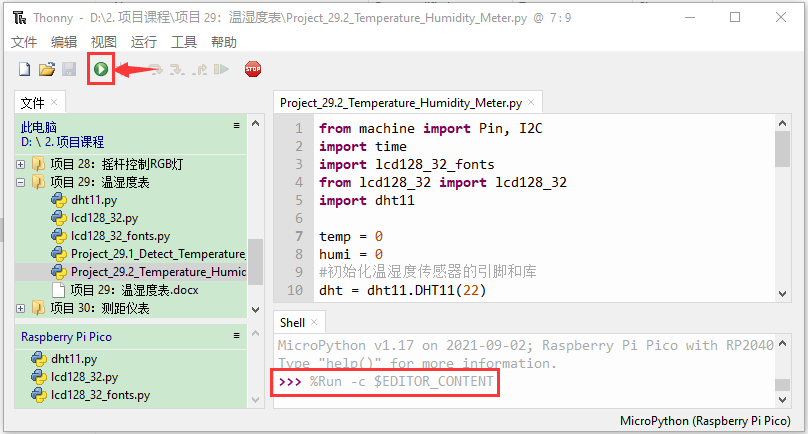 Thonny - D:\2. 项目课程\项目 29：温湿度表\Project_29.2_Temperature_Humidity_Meter.py @ 7 : 9
文件 编辑 视图 运行 工具 帮助
STOP
文件
此电脑
D: \ 2. 项目课程
项目 28：摇杆控制RGB灯
项目 29：温湿度表
dht11.py
lcd128_32.py
lcd128_32_fonts.py
Project_29.1_Detect_Temperature_
Project_29.2_Temperature_Humid
项目 29：温湿度表.docx
项目 30：测距仪表
Raspberry Pi Pico
dht11.py
lcd128_32.py
lcd128_32_fonts.py
Project_29.2_Temperature_Humidity_Meter.py
1 from machine import Pin, I2C
2 import time
3 import lcd128_32_fonts
4 from lcd128_32 import lcd128_32
5 import dht11
6
7 temp = 0
8 humi = 0
9 #初始化温湿度传感器的引脚和库
10 dht = dht11.DHT11(22)
Shell
MicroPython v1.17 on 2021-09-02; Raspberry Pi Pico with RP2040
Type "help()" for more information.
>>> %Run -c $EDITOR_CONTENT
MicroPython (Raspberry Pi Pico)